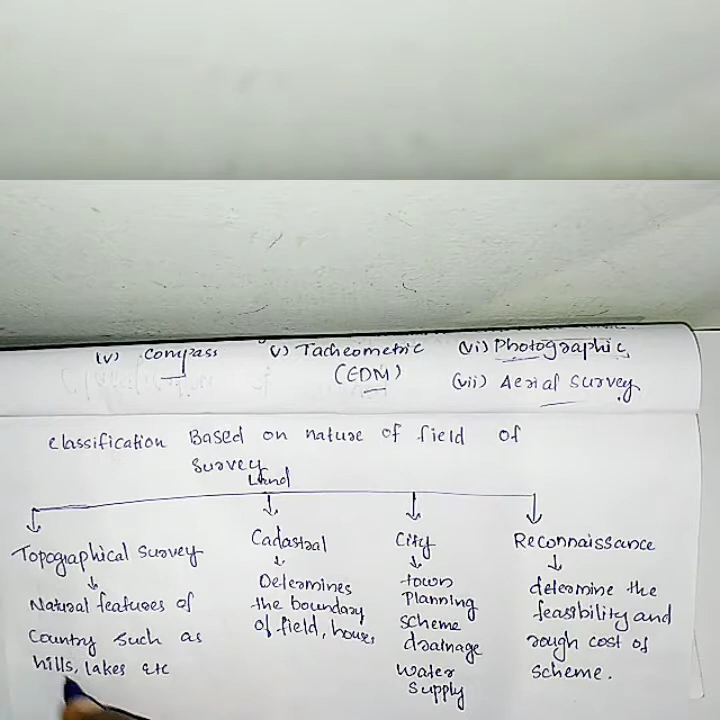 (v) Compass v) Tacheometric (vi) Photographic
(EDM) (vii) Aerial Survey
Classification Based on nature of field of
Survey
Land
Topographical Survey
Natural features of
Country such as
hills, lakes etc
Cadastral
Determines
the boundary
of field, houses
City
town
Planning
scheme
drainage
Water
Supply
Reconnaissance
determine the
feasibility and
rough cost of
scheme.